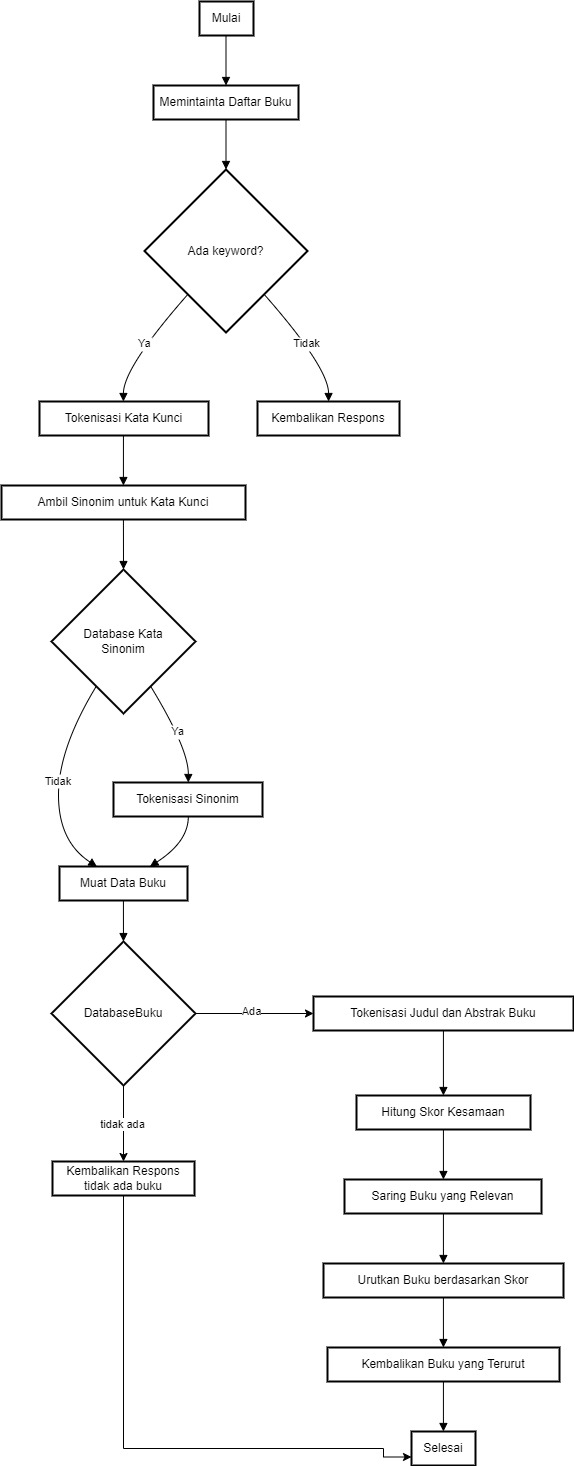 Mulai
Memintainta Daftar Buku
Ada keyword?
Ya
Tidak
Tokenisasi Kata Kunci
Kembalikan Respons
Ambil Sinonim untuk Kata Kunci
Database Kata
Sinonim
Ya
Tidak
Tokenisasi Sinonim
Muat Data Buku
DatabaseBuku
Ada
Tokenisasi Judul dan Abstrak Buku
Hitung Skor Kesamaan
tidak ada
Kembalikan Respons
tidak ada buku
Saring Buku yang Relevan
Urutkan Buku berdasarkan Skor
Kembalikan Buku yang Terurut
Selesai